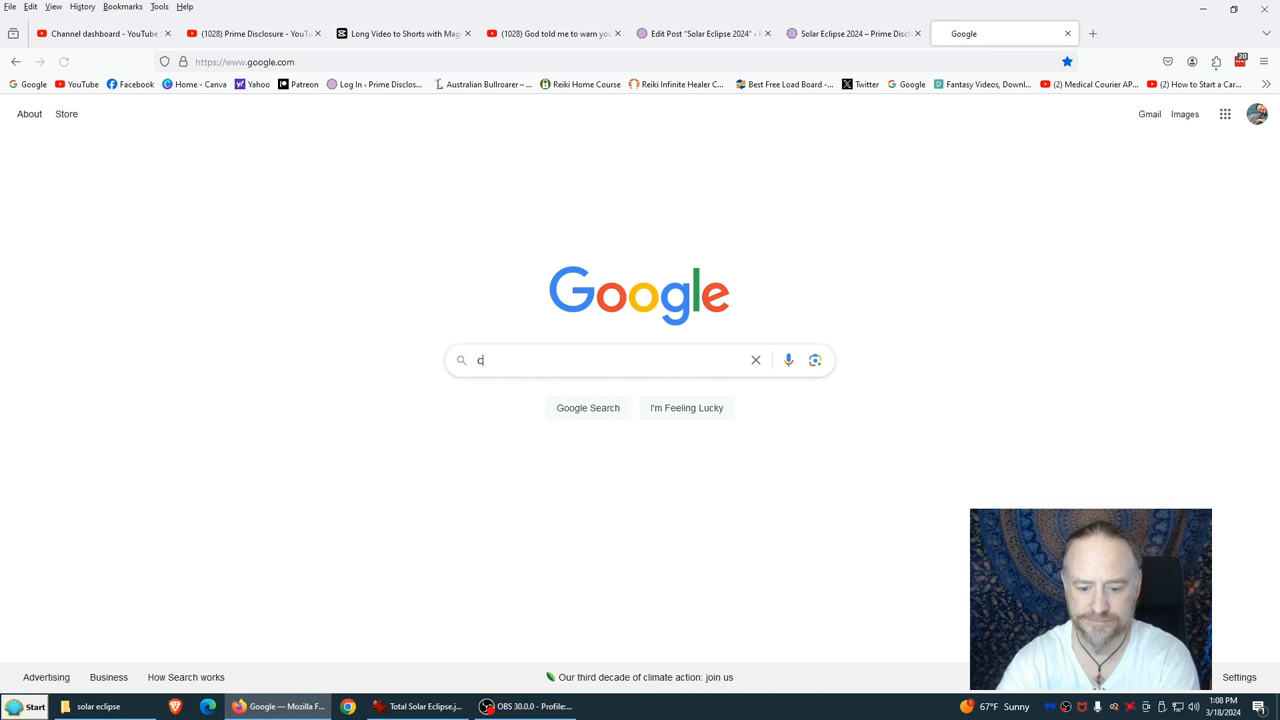 File Edit View History Bookmarks Tools Help
Channel dashboard - YouTube (1028) Prime Disclosure - YouTu Long Video to Shorts with Mag (1028) God told me to warn you Edit Post "Solar Eclipse 2024" ‹ Solar Eclipse 2024 – Prime Discl Google
https://www.google.com 20
Google YouTube Facebook Home - Canva Yahoo Patreon Log In ‹ Prime Disclos... Australian Bullroarer ... Reiki Home Course Reiki Infinite Healer C... Best Free Load Board -... Twitter Google Fantasy Videos, Downl... (2) Medical Courier AP... (2) How to Start a Car...
About Store Gmail Images
Google
c
Google Search I'm Feeling Lucky
Advertising Business How Search works Our third decade of climate action: join us Settings
Start solar eclipse Google — Mozilla F... Total Solar Eclipse.j... OBS 30.0.0 - Profile:... 67°F Sunny 1:08 PM
3/18/2024